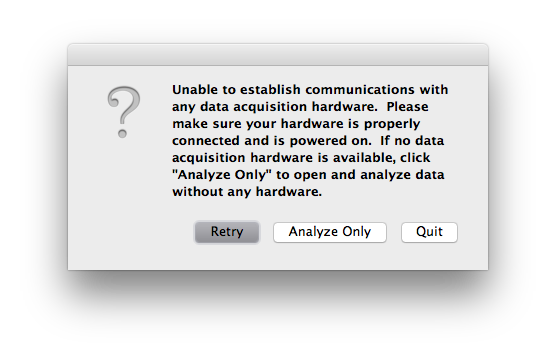 Unable to establish communications with
any data acquisition hardware.  Please
make sure your hardware is properly
connected and is powered on.  If no data
acquisition hardware is available, click
"Analyze Only" to open and analyze data
without any hardware.
Retry
Analyze Only
Quit